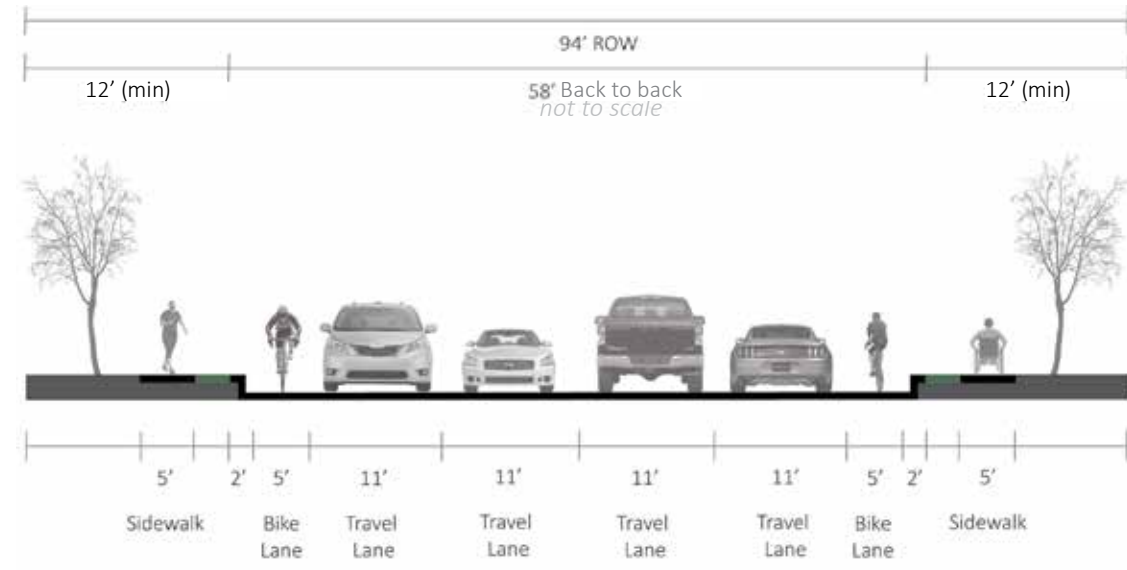 94’ ROW
12’ (min) 58’ Back to back 12’ (min)
not to scale
5’ 2’ 5’ 11’ 11’ 11’ 11’ 5’ 2’ 5’
Sidewalk Bike Lane Travel Lane Travel Lane Travel Lane Travel Lane Bike Lane Sidewalk